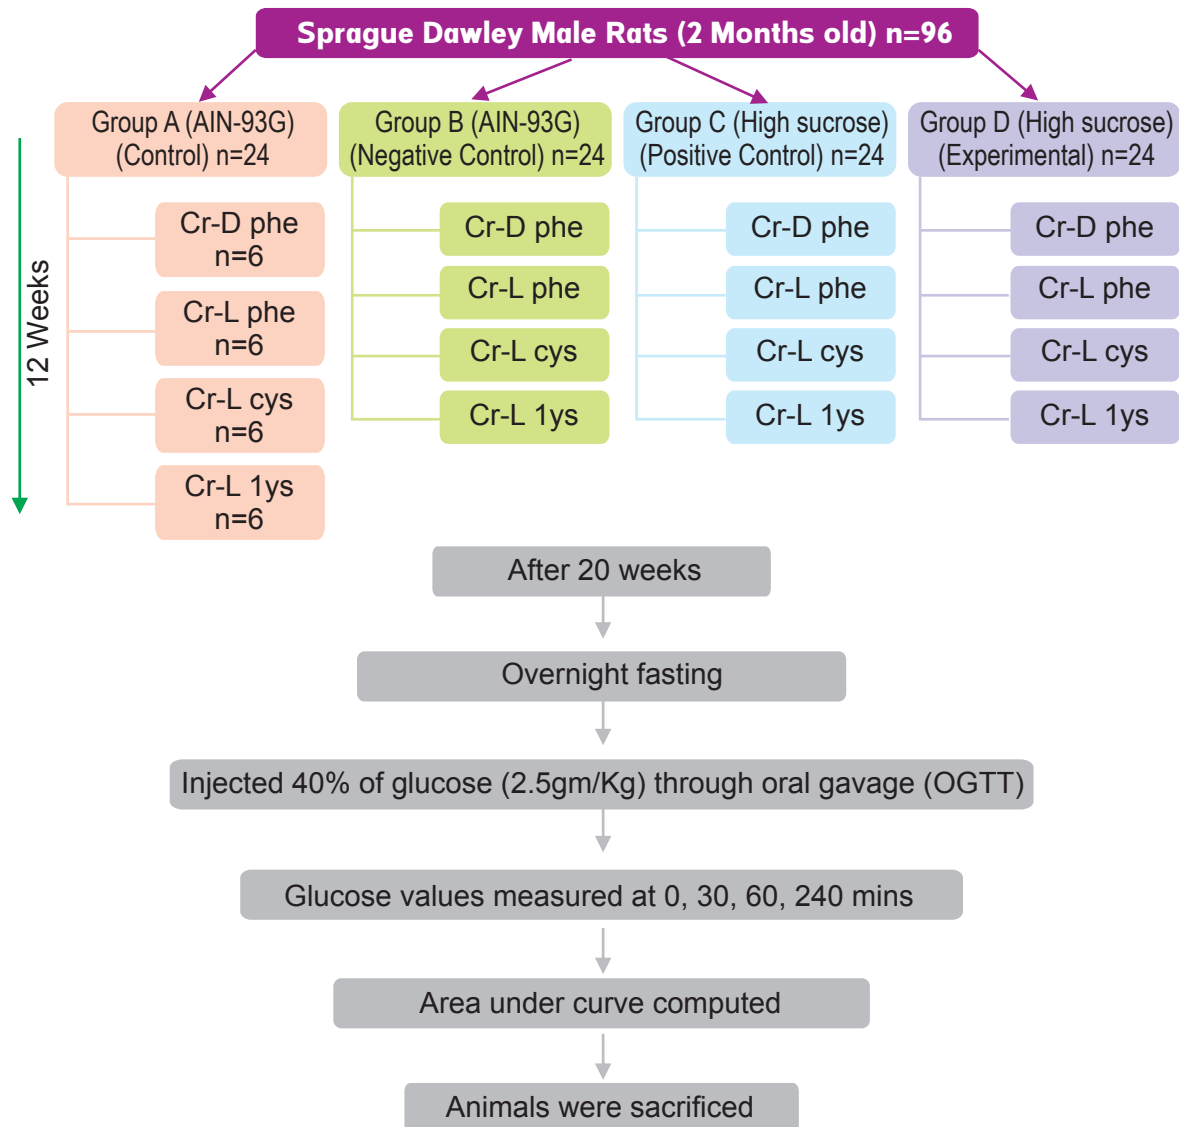 Sprague Dawley Male Rats (2 Months old) n=96
Group A (AIN-93G)
(Control) n=24
Group B (AIN-93G)
(Negative Control) n=24
Group C (High sucrose)
(Positive Control) n=24
Group D (High sucrose)
(Experimental) n=24
12 Weeks
Cr-D phe
n=6
Cr-L phe
n=6
Cr-L cys
n=6
Cr-L 1ys
n=6
Cr-D phe
Cr-L phe
Cr-L cys
Cr-L 1ys
Cr-D phe
Cr-L phe
Cr-L cys
Cr-L 1ys
Cr-D phe
Cr-L phe
Cr-L cys
Cr-L 1ys
After 20 weeks
Overnight fasting
Injected 40% of glucose (2.5gm/Kg) through oral gavage (OGTT)
Glucose values measured at 0, 30, 60, 240 mins
Area under curve computed
Animals were sacrificed